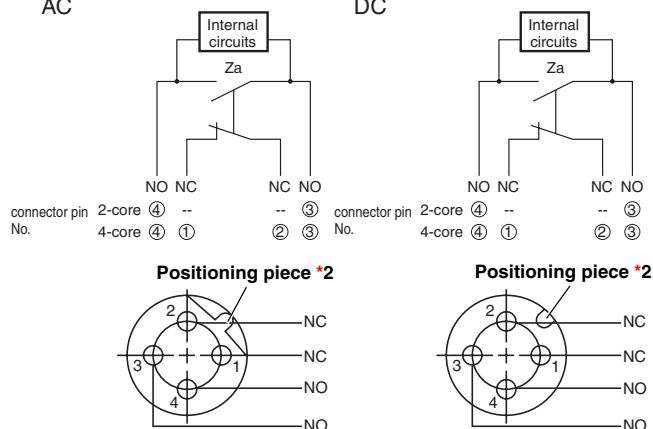 AC
DC
Internal
circuits
Internal
circuits
Za
Za
NO NC NC NO
NO NC NC NO
connector pin No. 2-core ④ -- -- ③
connector pin No. 2-core ④ -- -- ③
4-core ④ ① ② ③
4-core ④ ① ② ③
Positioning piece *2
Positioning piece *2
2
NC
1
NC
3
NO
4
NO
2
NC
1
NC
3
NO
4
NO